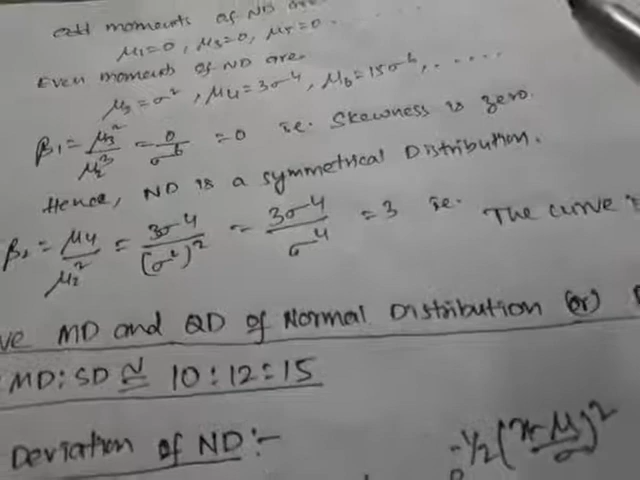 odd moments of ND are
μ₁=0, μ₃=0, μ₅=0.
Even moments of ND are.
μ₂=σ², μ₄=3σ⁴, μ₆=15σ⁶, ......
β₁ = μ₃²/μ₂³ = 0/σ⁶ = 0 i.e. Skewness is zero.
Hence, ND is a symmetrical Distribution.
β₂ = μ₄/μ₂² = 3σ⁴/(σ²)² = 3σ⁴/σ⁴ = 3 ie. The curve
MD and QD of Normal Distribution (or)
MD:SD ≅ 10:12:15
Deviation of ND:-
-1/2(x-μ/σ)²